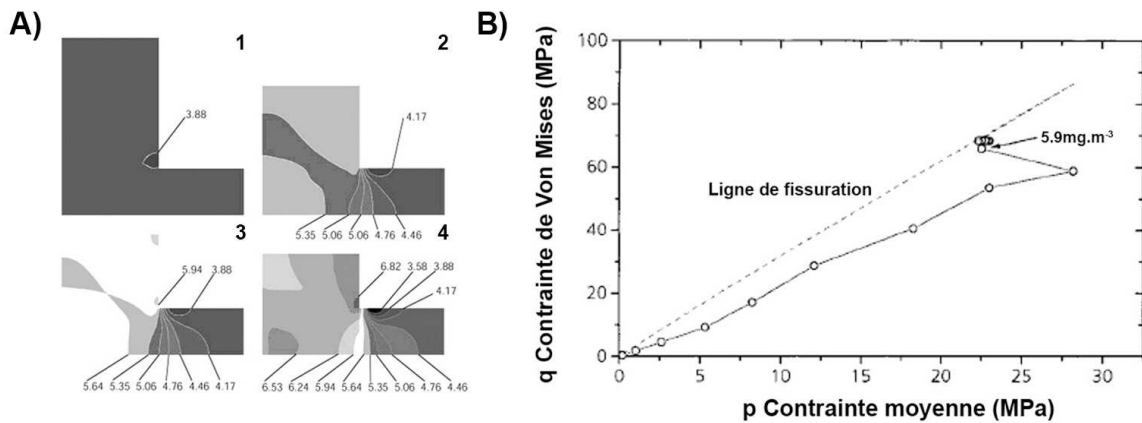 A)
1
3.88
2
4.17
5.35 5.06 5.06 4.76 4.46
3
5.94 3.88
5.64 5.35 5.06 4.76 4.46 4.17
4
6.82 3.58 3.88
4.17
6.53 6.24 5.94 5.64 5.35 5.06 4.76 4.46
B)
q Contrainte de Von Mises (MPa)
100
80
60
40
20
0
5.9mg.m-³
Ligne de fissuration
0 5 10 15 20 25 30
p Contrainte moyenne (MPa)